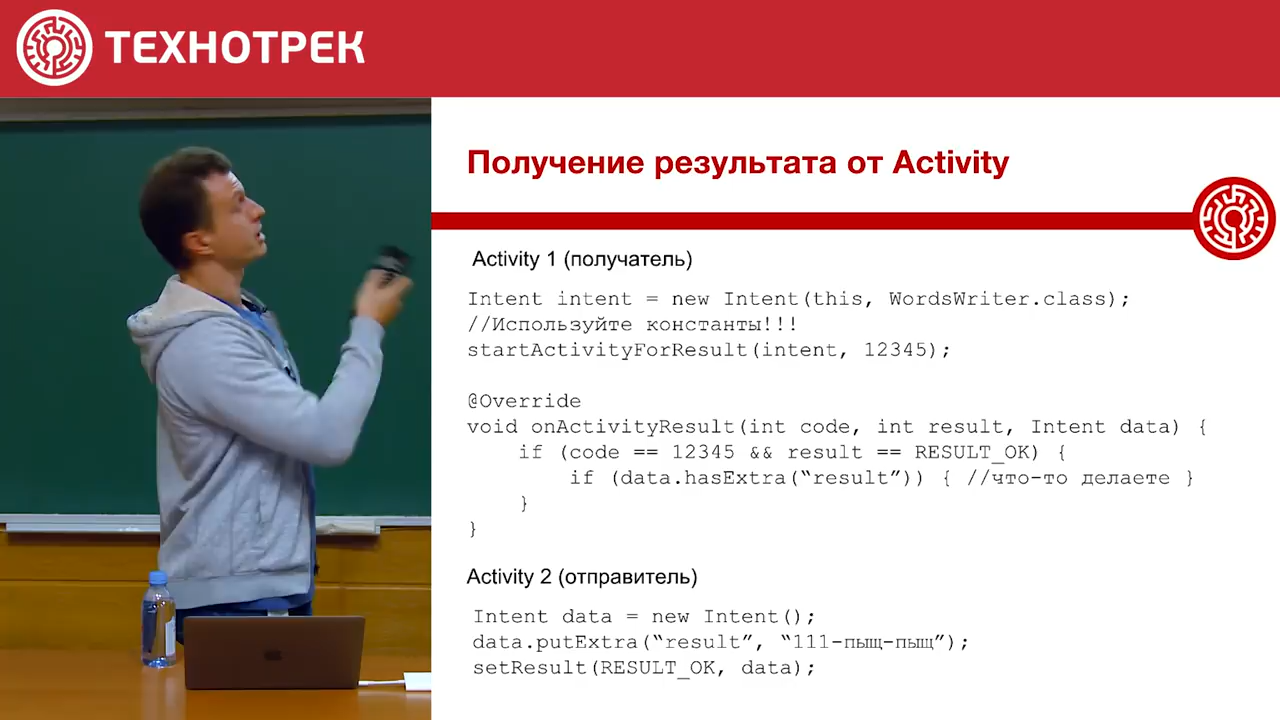 ТЕХНОТРЕК
Получение результата от Activity
Activity 1 (получатель)
Intent intent = new Intent(this, WordsWriter.class);
//Используйте константы!!!
startActivityForResult(intent, 12345);
@Override
void onActivityResult(int code, int result, Intent data) {
if (code == 12345 && result == RESULT_OK) {
if (data.hasExtra(“result”)) { //что-то делаете }
}
}
Activity 2 (отправитель)
Intent data = new Intent();
data.putExtra(“result”, “111-пыщ-пыщ”);
setResult(RESULT_OK, data);